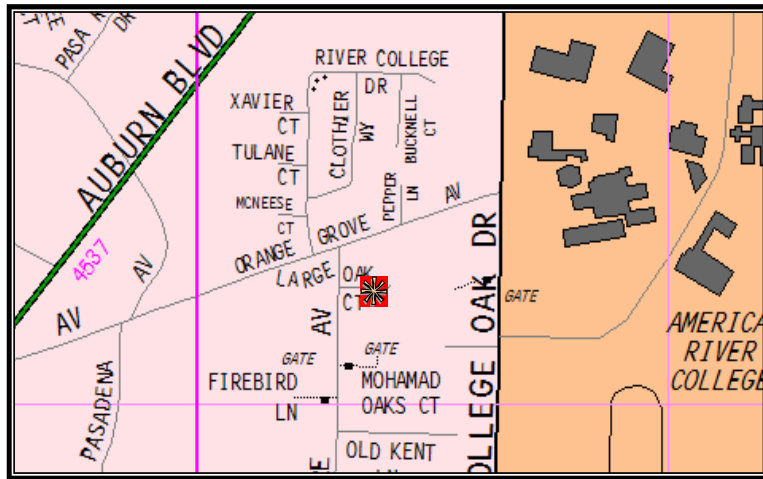 PASA
DR
AUBURN BLVD
RIVER COLLEGE
DR
XAVIER
CT
CLOTHIER
WY
BUCKNELL
CT
TULANE
CT
MCNEESE
CT
PEPPER
LN
ORANGE GROVE AV
4537
AV
AV
LARGE OAK
CT
AV
COLLEGE OAK DR
GATE
AMERICA
RIVER
COLLEGE
GATE
GATE
PASADENA
FIREBIRD
LN
MOHAMAD
OAKS CT
OLD KENT